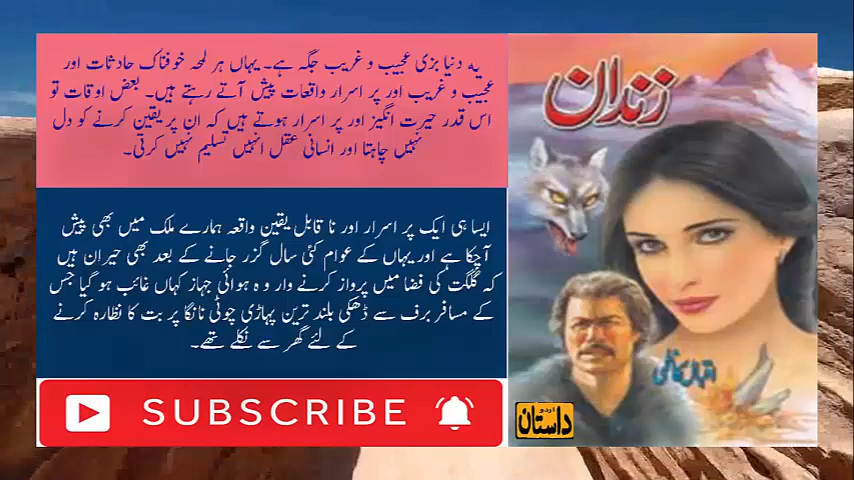 یہ دنیا بڑی عجیب و غریب جگہ ہے۔ یہاں ہر لمحہ خوفناک حادثات اور
عجیب و غریب اور پر اسرار واقعات پیش آتے رہتے ہیں۔ بعض اوقات تو
اس قدر حیرت انگیز اور پر اسرار ہوتے ہیں کہ ان پر یقین کرنے کو دل
نہیں چاہتا اور انسانی عقل انہیں تسلیم نہیں کرتی۔
ایسا ہی ایک پر اسرار اور نا قابل یقین واقعہ ہمارے ملک میں بھی پیش
آچکا ہے اور یہاں کے عوام کئی سال گزر جانے کے بعد بھی حیران ہیں
کہ گلگت کی فضا میں پرواز کرنے وار وہ ہوائی جہاز کہاں غائب ہو گیا جس
کے مسافر برف سے ڈھکی بلند ترین پہاڑی چوٹی نانگا پر بت کا نظارہ کرنے
کے لئے گھر سے نکلے تھے۔
SUBSCRIBE
زندان
اقبال کاظمی
اردو
داستان